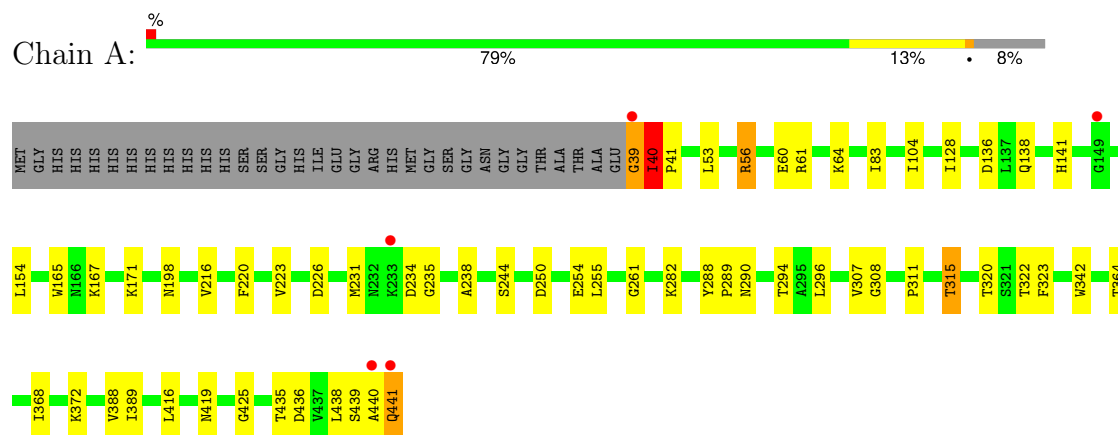 %
Chain A:
79% 13% • 8%
MET GLY HIS HIS HIS HIS HIS HIS HIS HIS HIS HIS SER SER GLY HIS ILE GLU GLY ARG HIS MET GLY SER GLY ASN GLY GLY THR ALA THR ALA GLU G39 I40 P41 L53 R56 E60 R61 K64 I83 I104 I128 D136 L137 Q138 H141 G149
L154 W165 N166 K167 K171 N198 V216 F220 V223 D226 M231 N232 K233 D234 G235 A238 S244 D250 E254 L255 G261 K282 Y288 P289 N290 T294 A295 L296 V307 G308 P311 T315 T320 S321 T322 F323 W342 T364
I368 K372 V388 I389 L416 N419 G425 T435 D436 V437 L438 S439 A440 Q441